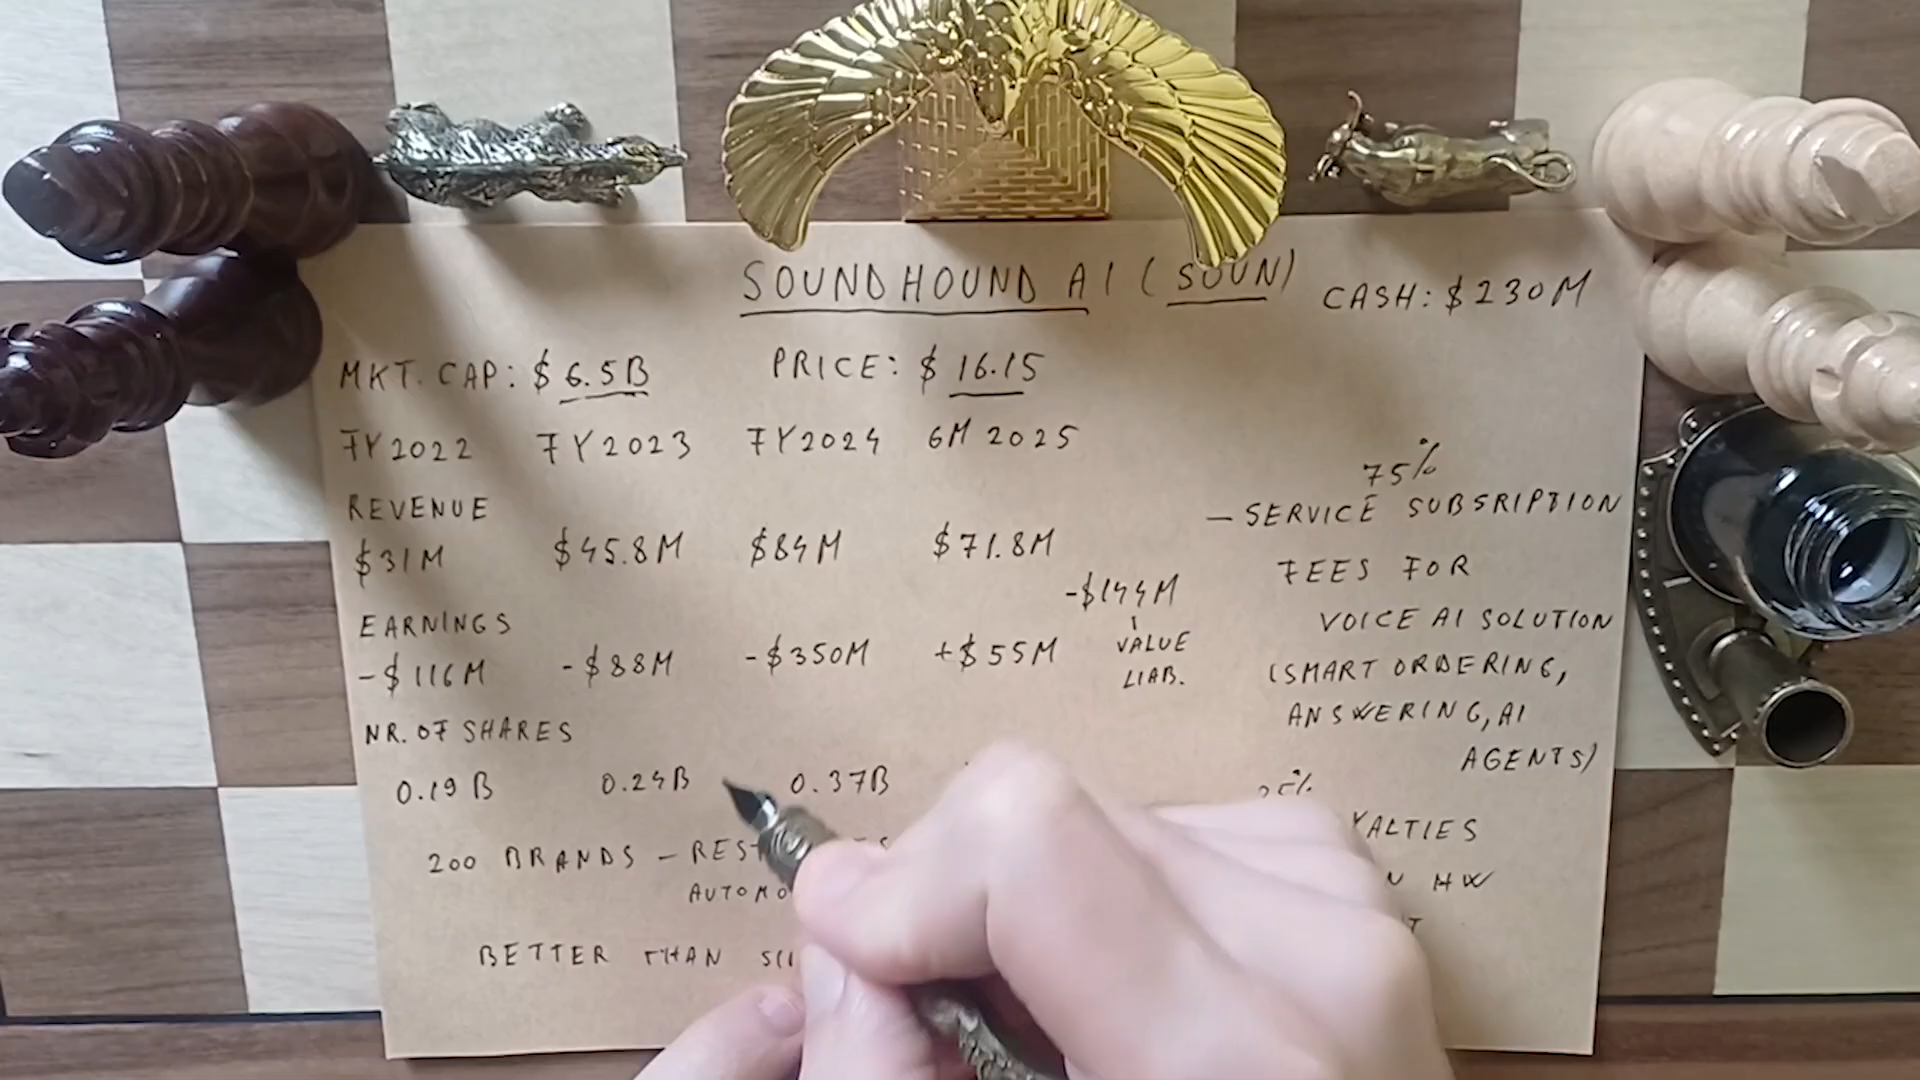 SOUNDHOUND AI (SOUN)
CASH: $230M
MKT. CAP: $6.5B PRICE: $16.15
FY2022 FY2023 FY2024 6M 2025
REVENUE
$31M $45.8M $84M $71.8M
EARNINGS
-$116M -$88M -$350M +$55M
-$144M
VALUE
LIAB.
NR. OF SHARES
0.19B 0.24B 0.37B
200 BRANDS -
BETTER THAN
75%
- SERVICE SUBSRIPTION
FEES FOR
VOICE AI SOLUTION
(SMART ORDERING,
ANSWERING, AI
AGENTS)
HW